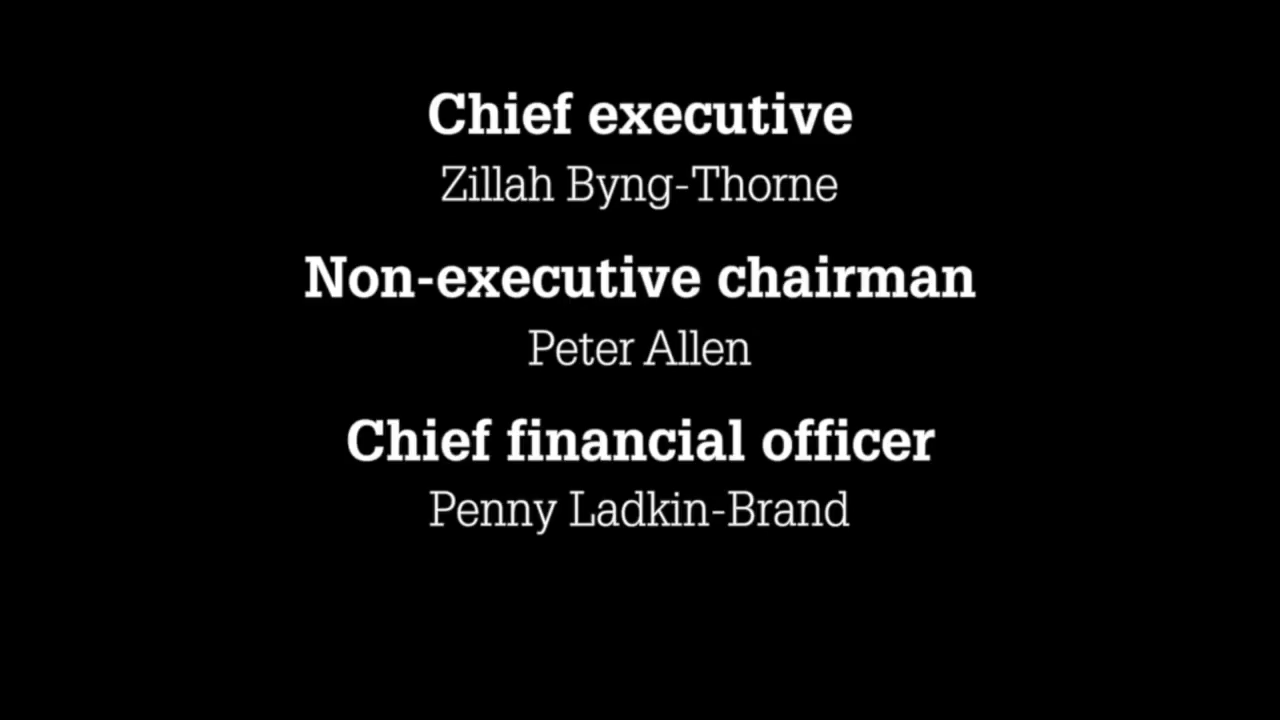 Chief executive
Zillah Byng-Thorne
Non-executive chairman
Peter Allen
Chief financial officer
Penny Ladkin-Brand